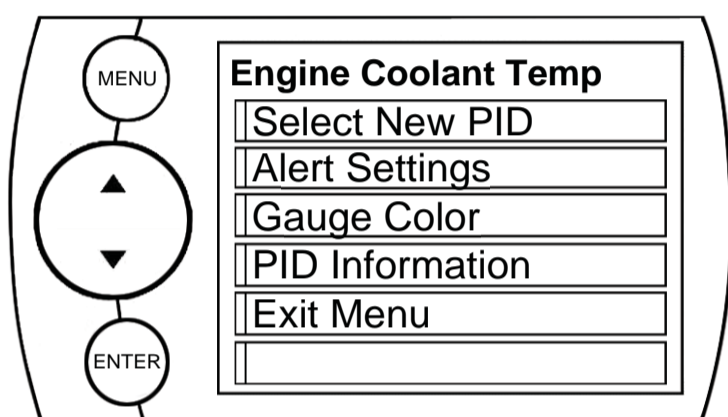 MENU
Engine Coolant Temp
Select New PID
Alert Settings
Gauge Color
PID Information
Exit Menu
ENTER